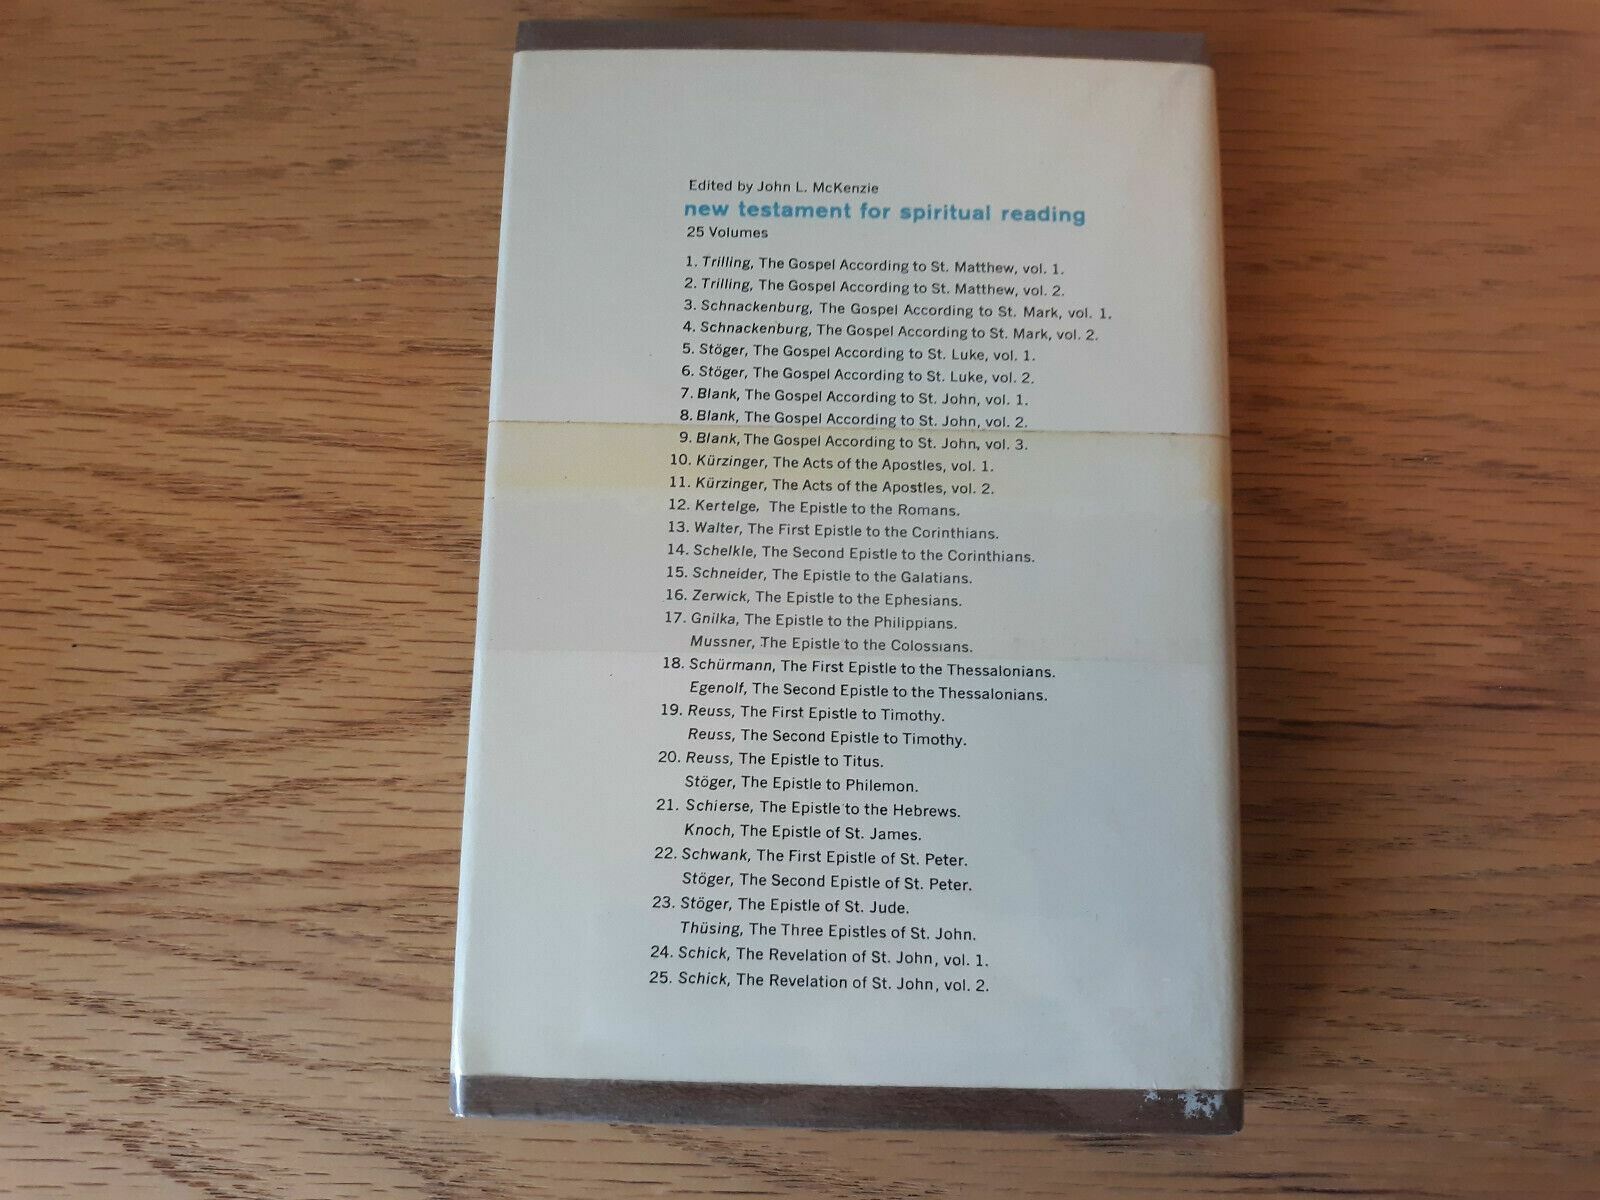 Edited by John L. McKenzie
new testament for spiritual reading
25 Volumes
1. Trilling, The Gospel According to St. Matthew, vol. 1.
2. Trilling, The Gospel According to St. Matthew, vol. 2.
3. Schnackenburg, The Gospel According to St. Mark, vol. 1.
4. Schnackenburg, The Gospel According to St. Mark, vol. 2.
5. Stöger, The Gospel According to St. Luke, vol. 1.
6. Stöger, The Gospel According to St. Luke, vol. 2.
7. Blank, The Gospel According to St. John, vol. 1.
8. Blank, The Gospel According to St. John, vol. 2.
9. Blank, The Gospel According to St. John, vol. 3.
10. Kürzinger, The Acts of the Apostles, vol. 1.
11. Kürzinger, The Acts of the Apostles, vol. 2.
12. Kertelge, The Epistle to the Romans.
13. Walter, The First Epistle to the Corinthians.
14. Schelkle, The Second Epistle to the Corinthians.
15. Schneider, The Epistle to the Galatians.
16. Zerwick, The Epistle to the Ephesians.
17. Gnilka, The Epistle to the Philippians.
Mussner, The Epistle to the Colossians.
18. Schürmann, The First Epistle to the Thessalonians.
Egenolf, The Second Epistle to the Thessalonians.
19. Reuss, The First Epistle to Timothy.
Reuss, The Second Epistle to Timothy.
20. Reuss, The Epistle to Titus.
Stöger, The Epistle to Philemon.
21. Schierse, The Epistle to the Hebrews.
Knoch, The Epistle of St. James.
22. Schwank, The First Epistle of St. Peter.
Stöger, The Second Epistle of St. Peter.
23. Stöger, The Epistle of St. Jude.
Thüsing, The Three Epistles of St. John.
24. Schick, The Revelation of St. John, vol. 1.
25. Schick, The Revelation of St. John, vol. 2.